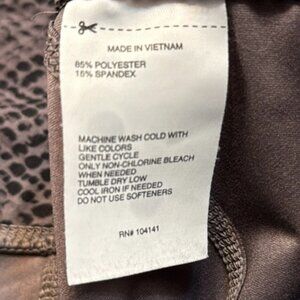 MADE IN VIETNAM
85% POLYESTER
15% SPANDEX
MACHINE WASH COLD WITH
LIKE COLORS
GENTLE CYCLE
ONLY NON-CHLORINE BLEACH
WHEN NEEDED
TUMBLE DRY LOW
COOL IRON IF NEEDED
DO NOT USE SOFTENERS
RN# 104141